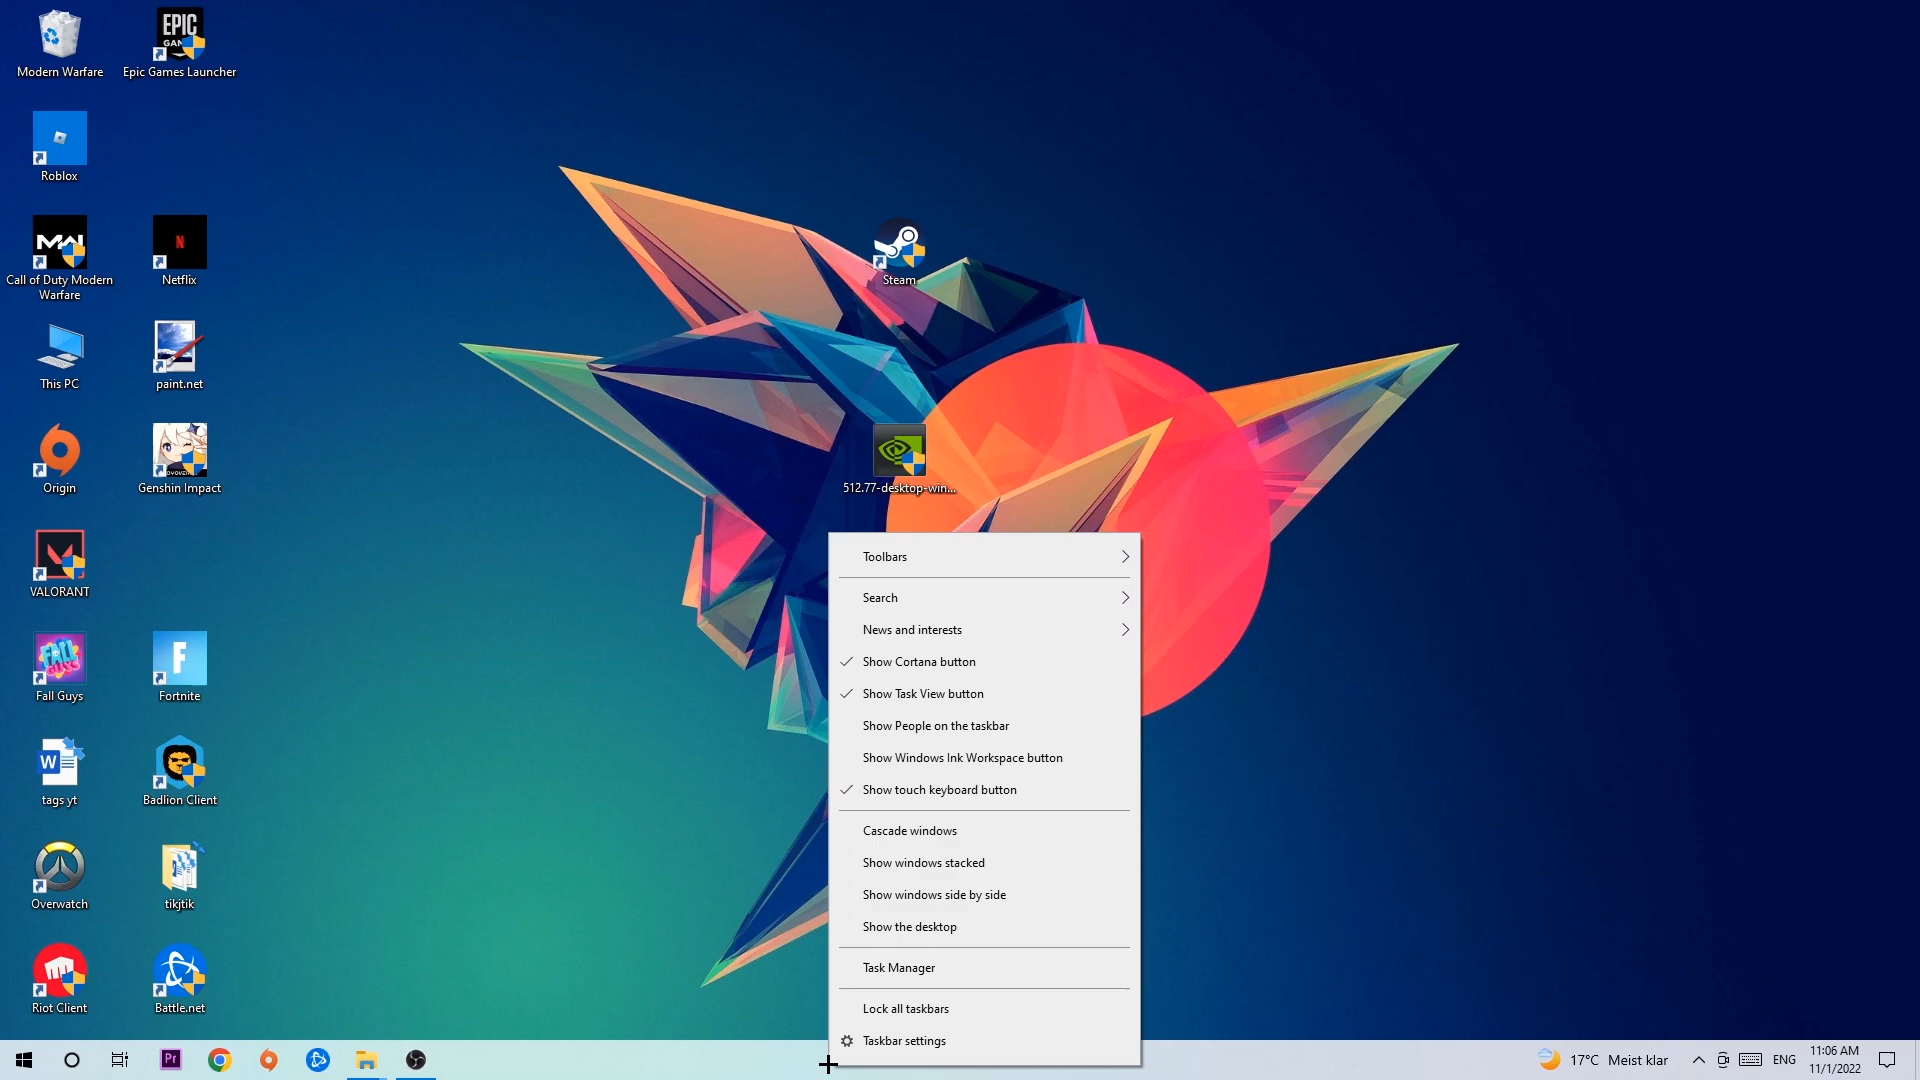 Modern Warfare
EPIC
GAMES
Epic Games Launcher
Roblox
Call of Duty Modern
Warfare
N
Netflix
Steam
This PC
paint.net
Origin
Genshin Impact
512.77-desktop-win...
VALORANT
Fall Guys
F
Fortnite
W
tags yt
Badlion Client
Overwatch
tikjtik
Riot Client
Battle.net
Toolbars
Search
News and interests
Show Cortana button
Show Task View button
Show People on the taskbar
Show Windows Ink Workspace button
Show touch keyboard button
Cascade windows
Show windows stacked
Show windows side by side
Show the desktop
Task Manager
Lock all taskbars
Taskbar settings
Pr
17°C Meist klar
ENG
11:06 AM
11/1/2022